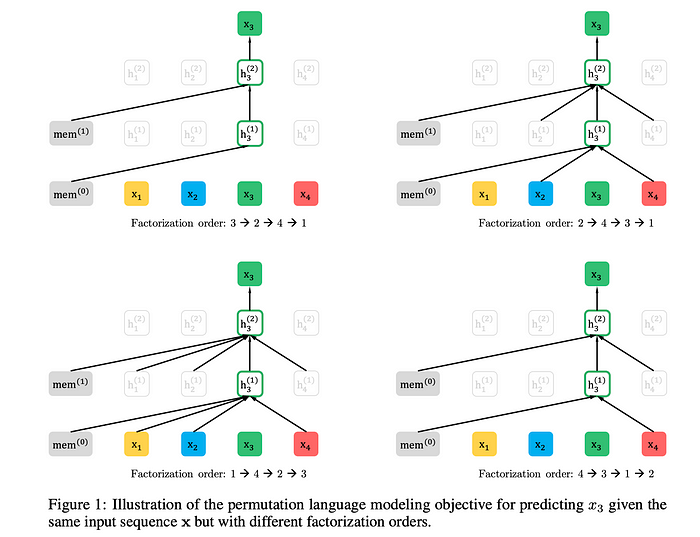 x₃ x₃
h₁⁽²⁾ h₂⁽²⁾ h₃⁽²⁾ h₄⁽²⁾ h₁⁽²⁾ h₂⁽²⁾ h₃⁽²⁾ h₄⁽²⁾
mem⁽¹⁾ h₁⁽¹⁾ h₂⁽¹⁾ h₃⁽¹⁾ h₄⁽¹⁾ mem⁽¹⁾ h₁⁽¹⁾ h₂⁽¹⁾ h₃⁽¹⁾ h₄⁽¹⁾
mem⁽⁰⁾ x₁ x₂ x₃ x₄ mem⁽⁰⁾ x₁ x₂ x₃ x₄
Factorization order: 3 → 2 → 4 → 1 Factorization order: 2 → 4 → 3 → 1
x₃ x₃
h₁⁽²⁾ h₂⁽²⁾ h₃⁽²⁾ h₄⁽²⁾ h₁⁽²⁾ h₂⁽²⁾ h₃⁽²⁾ h₄⁽²⁾
mem⁽¹⁾ h₁⁽¹⁾ h₂⁽¹⁾ h₃⁽¹⁾ h₄⁽¹⁾ mem⁽⁰⁾ h₁⁽¹⁾ h₂⁽¹⁾ h₃⁽¹⁾ h₄⁽¹⁾
mem⁽⁰⁾ x₁ x₂ x₃ x₄ mem⁽⁰⁾ x₁ x₂ x₃ x₄
Factorization order: 1 → 4 → 2 → 3 Factorization order: 4 → 3 → 1 → 2
Figure 1: Illustration of the permutation language modeling objective for predicting x₃ given the
same input sequence x but with different factorization orders.